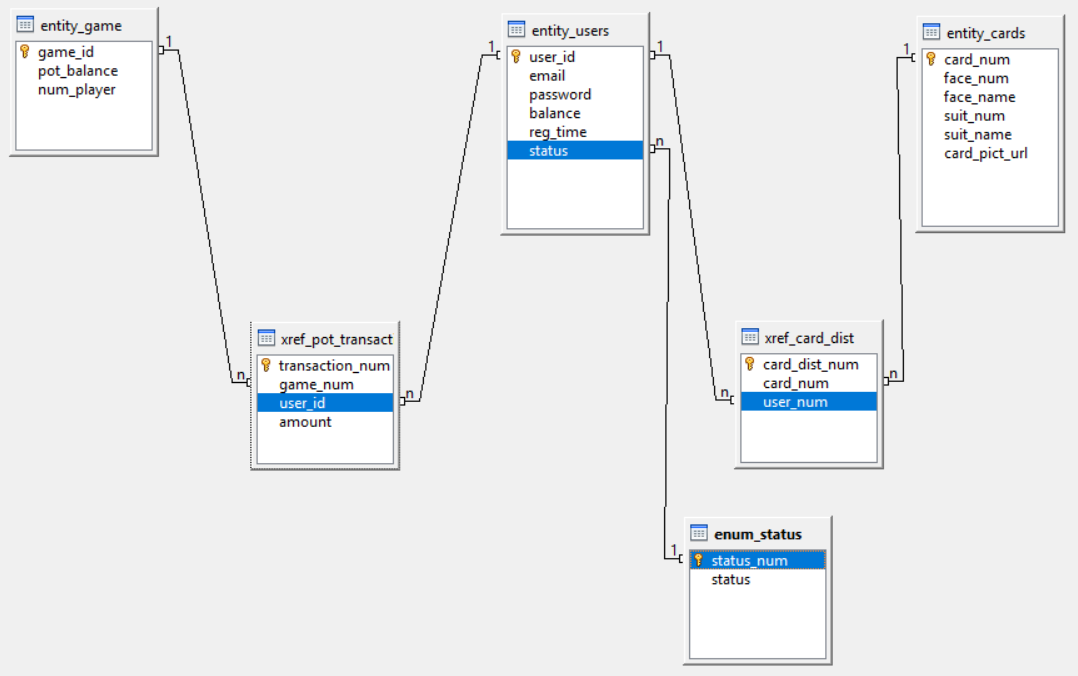 entity_game
game_id
pot_balance
num_player
1
entity_users
user_id
email
password
balance
reg_time
status
1
1
n
entity_cards
card_num
face_num
face_name
suit_num
suit_name
card_pict_url
1
xref_pot_transact
transaction_num
game_num
user_id
amount
n
n
xref_card_dist
card_dist_num
card_num
user_num
n
n
enum_status
status_num
status
1